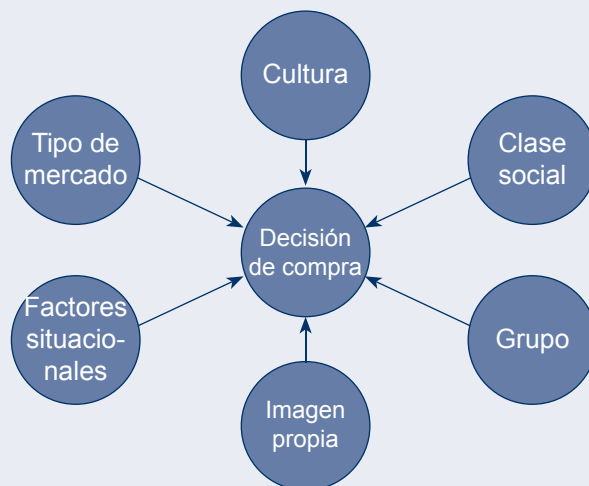 Cultura
Tipo de
mercado
Clase
social
Decisión
de compra
Factores
situacio-
nales
Grupo
Imagen
propia